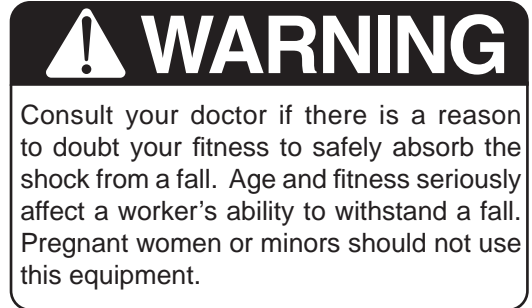 WARNING
Consult your doctor if there is a reason
to doubt your fitness to safely absorb the
shock from a fall.  Age and fitness seriously
affect a worker's ability to withstand a fall.
Pregnant women or minors should not use
this equipment.